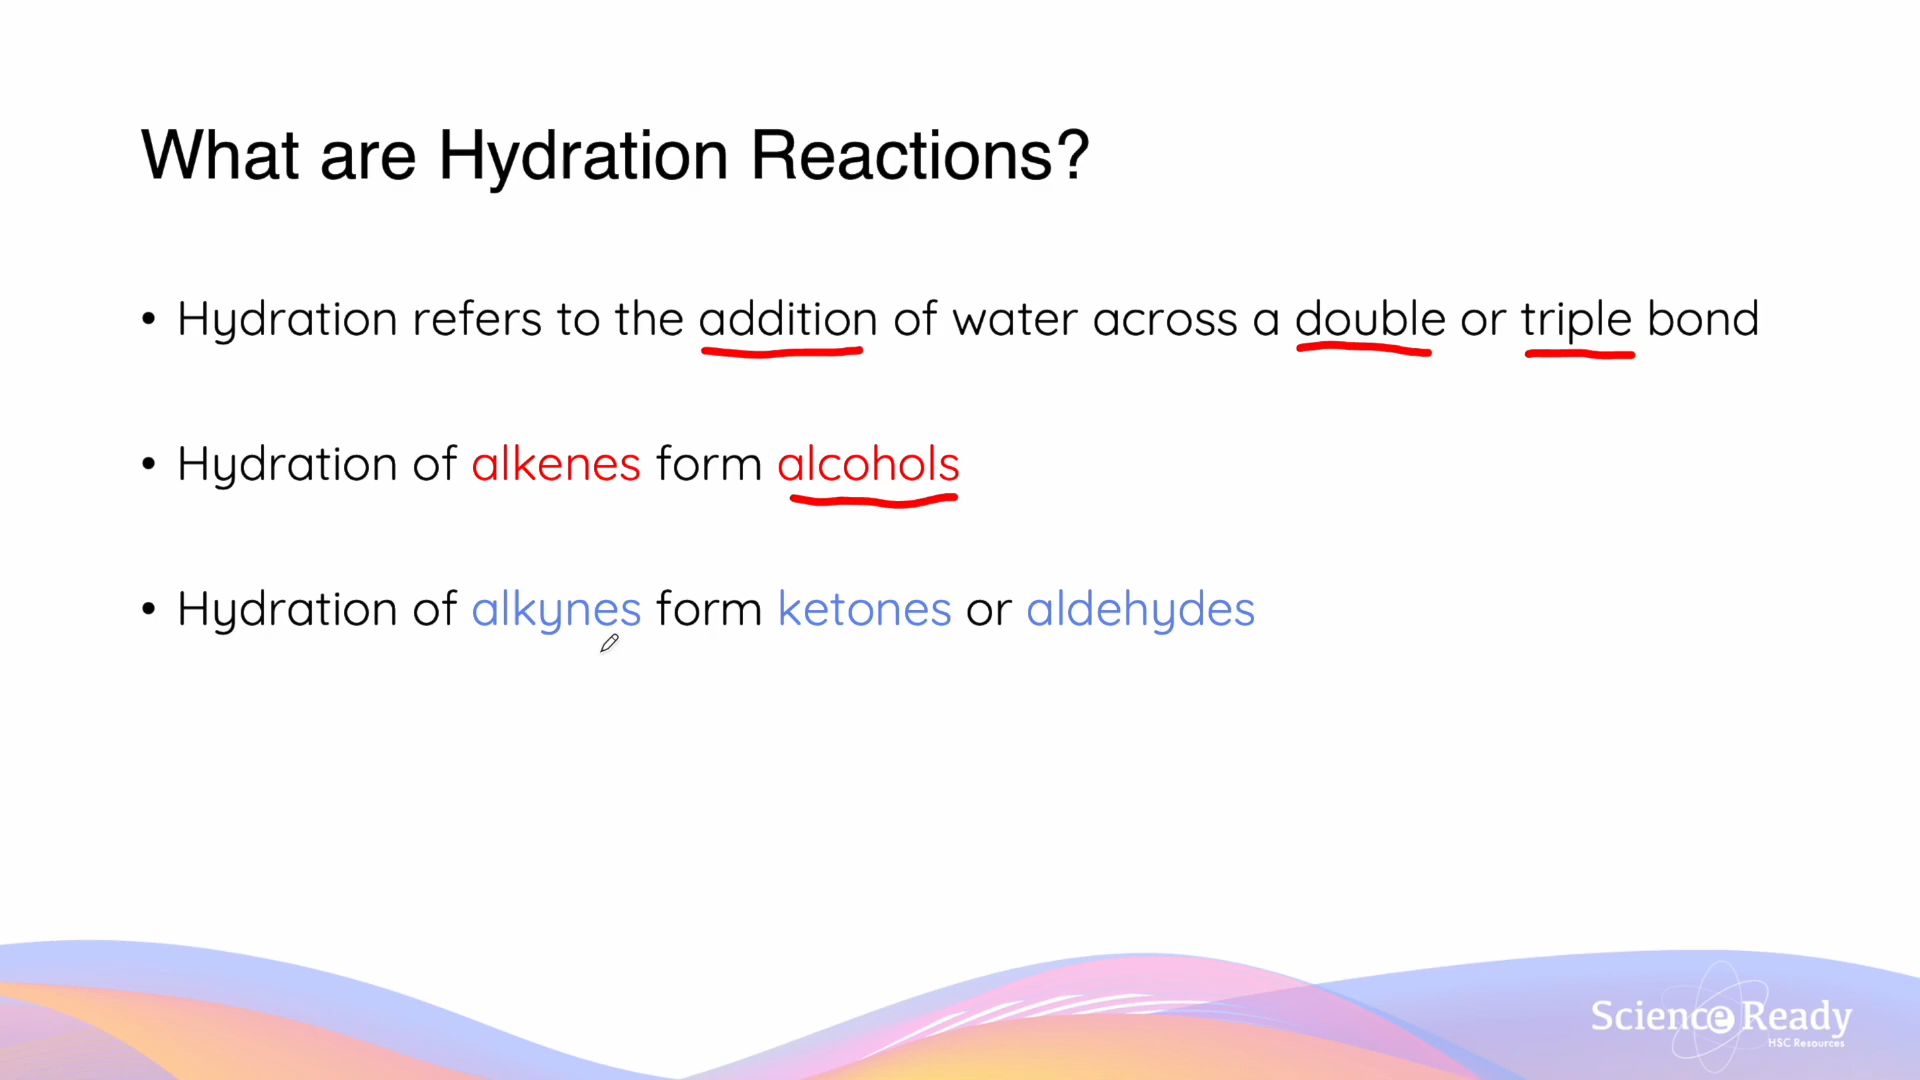 What are Hydration Reactions?
• Hydration refers to the addition of water across a double or triple bond
• Hydration of alkenes form alcohols
• Hydration of alkynes form ketones or aldehydes
Science Ready
HSC Resources